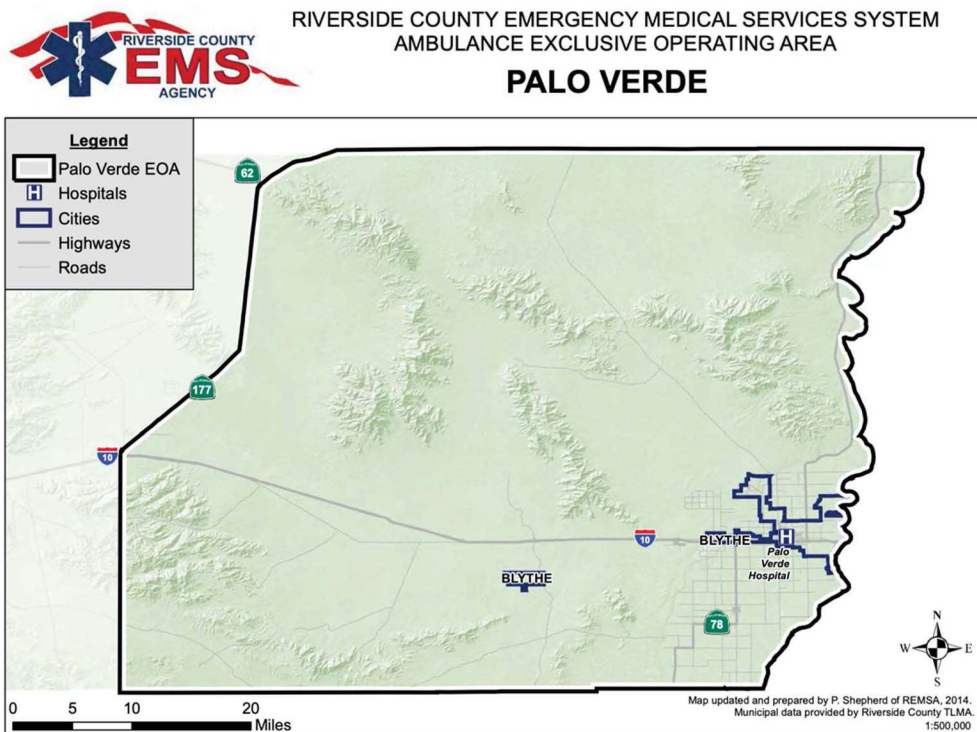 RIVERSIDE COUNTY
EMS
AGENCY
RIVERSIDE COUNTY EMERGENCY MEDICAL SERVICES SYSTEM
AMBULANCE EXCLUSIVE OPERATING AREA
PALO VERDE
Legend
Palo Verde EOA
H Hospitals
Cities
Highways
Roads
62
177
10
10
BLYTHE
H
Palo
Verde
Hospital
BLYTHE
78
N
W E
S
0 5 10 20
Miles
Map updated and prepared by P. Shepherd of REMSA, 2014.
Municipal data provided by Riverside County TLMA.
1:500,000